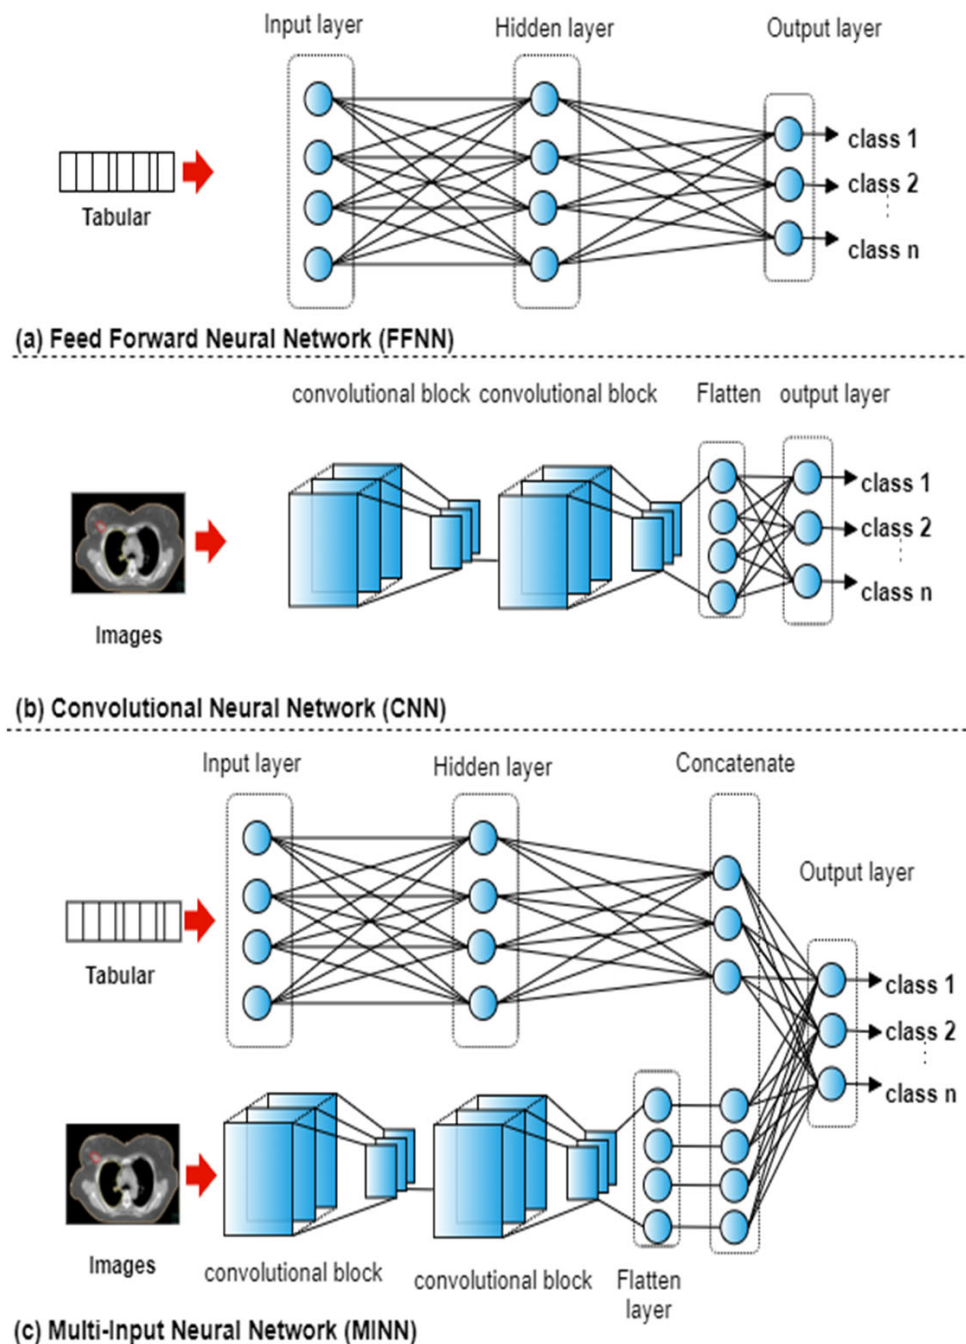 Input layer
Hidden layer
Output layer
class 1
class 2
class n
Tabular
(a) Feed Forward Neural Network (FFNN)
convolutional block
convolutional block
Flatten
output layer
class 1
class 2
class n
Images
(b) Convolutional Neural Network (CNN)
Input layer
Hidden layer
Concatenate
Output layer
Tabular
class 1
class 2
class n
Images
convolutional block
convolutional block
Flatten
layer
(c) Multi-Input Neural Network (MINN)